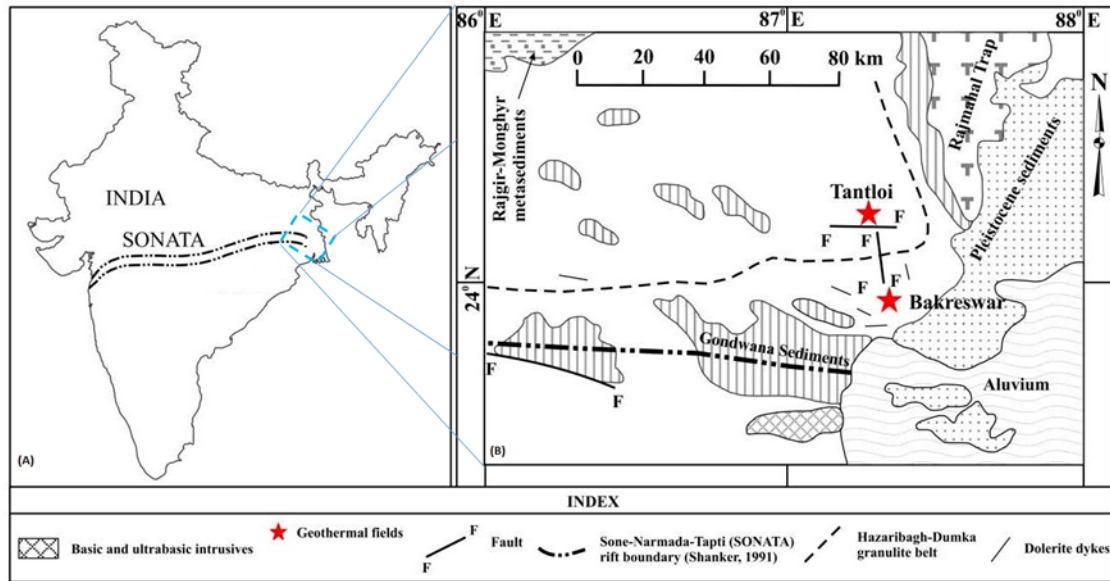 INDIA
SONATA
(A)
86⁰ E
87⁰
88⁰ E
0 20 40 60 80 km
N
Rajgir-Monghyr
metasediments
Rajmahal Trap
Pleistocene sediments
Tantloi
F
F F
24⁰ N
F F
Bakreswar
Gondwana Sediments
F
F
Aluvium
(B)
INDEX
Basic and ultrabasic intrusives
Geothermal fields
F
F
Fault
Sone-Narmada-Tapti (SONATA)
rift boundary (Shanker, 1991)
Hazaribagh-Dumka
granulite belt
Dolerite dykes